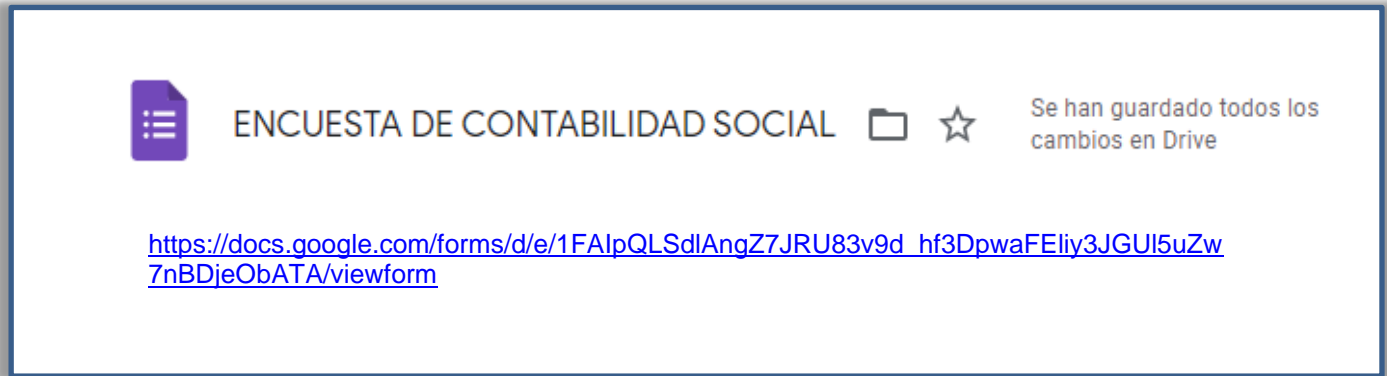 ENCUESTA DE CONTABILIDAD SOCIAL
Se han guardado todos los
cambios en Drive
https://docs.google.com/forms/d/e/1FAIpQLSdlAngZ7JRU83v9d_hf3DpwaFEliy3JGUl5uZw
7nBDjeObATA/viewform